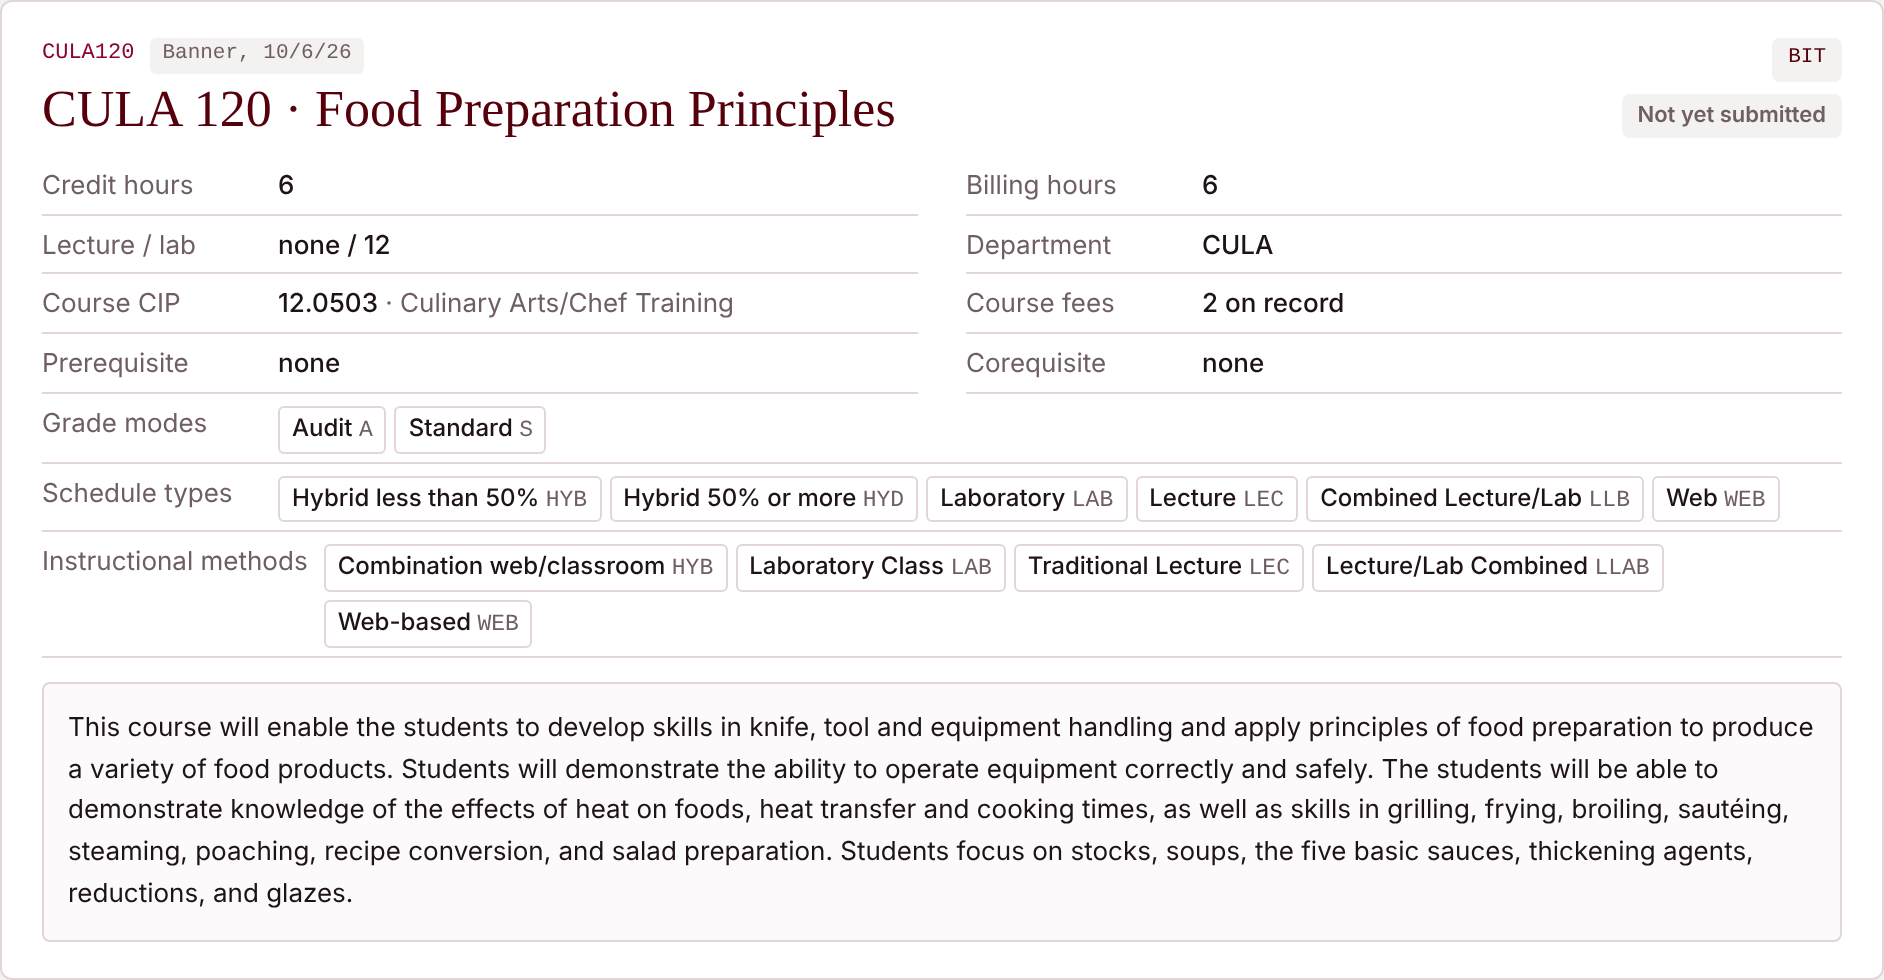 CULA120 Banner, 10/6/26
BIT
CULA 120 · Food Preparation Principles
Not yet submitted
Credit hours 6
Billing hours 6
Lecture / lab none / 12
Department CULA
Course CIP 12.0503 · Culinary Arts/Chef Training
Course fees 2 on record
Prerequisite none
Corequisite none
Grade modes Audit A Standard S
Schedule types Hybrid less than 50% HYB Hybrid 50% or more HYD Laboratory LAB Lecture LEC Combined Lecture/Lab LLB Web WEB
Instructional methods Combination web/classroom HYB Laboratory Class LAB Traditional Lecture LEC Lecture/Lab Combined LLAB
Web-based WEB
This course will enable the students to develop skills in knife, tool and equipment handling and apply principles of food preparation to produce
a variety of food products. Students will demonstrate the ability to operate equipment correctly and safely. The students will be able to
demonstrate knowledge of the effects of heat on foods, heat transfer and cooking times, as well as skills in grilling, frying, broiling, sautéing,
steaming, poaching, recipe conversion, and salad preparation. Students focus on stocks, soups, the five basic sauces, thickening agents,
reductions, and glazes.